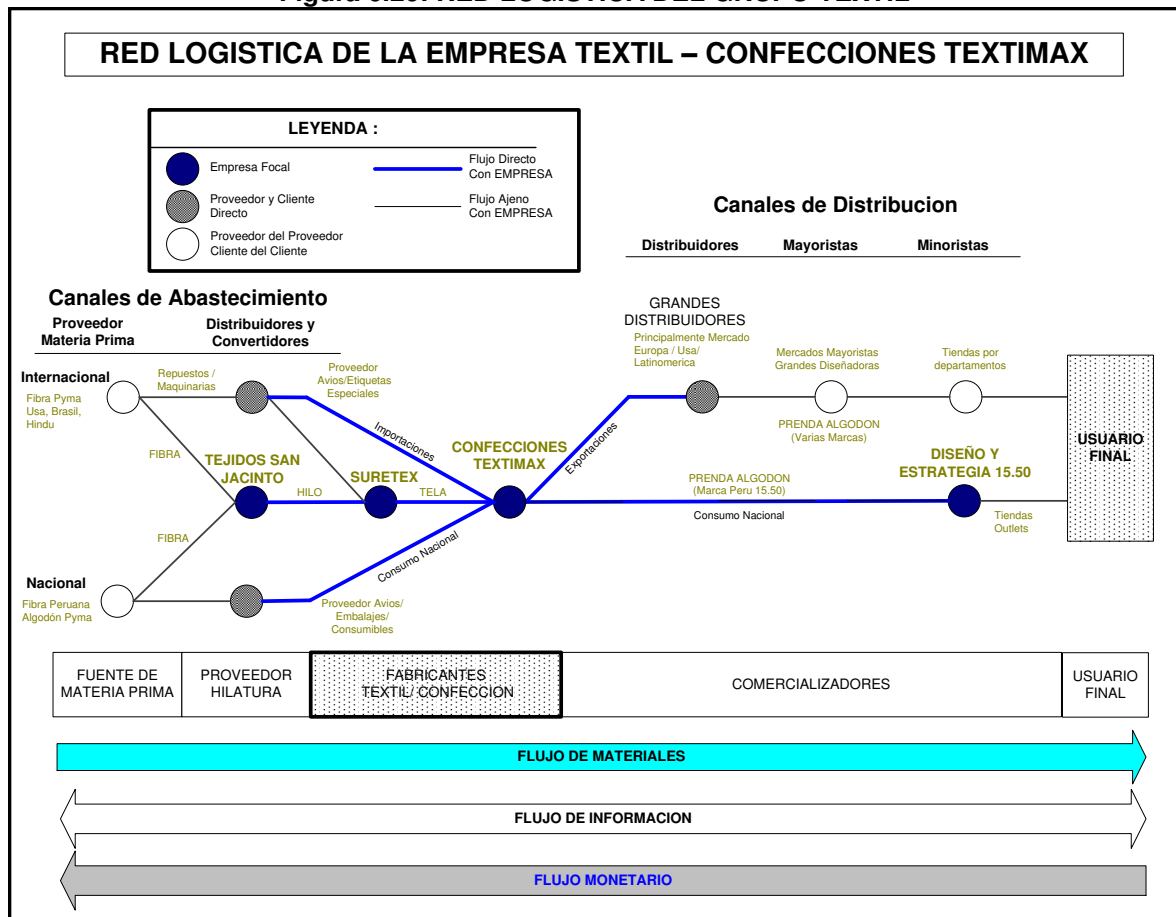 RED LOGISTICA DE LA EMPRESA TEXTIL – CONFECCIONES TEXTIMAX
LEYENDA :
Empresa Focal
Flujo Directo
Con EMPRESA
Proveedor y Cliente
Directo
Flujo Ajeno
Con EMPRESA
Proveedor del Proveedor
Cliente del Cliente
Canales de Distribucion
Distribuidores
Mayoristas
Minoristas
Canales de Abastecimiento
Proveedor
Materia Prima
Distribuidores y
Convertidores
GRANDES
DISTRIBUIDORES
Principalmente Mercado
Europa / Usa/
Latinomerica
Mercados Mayoristas
Grandes Diseñadoras
Tiendas por
departamentos
Internacional
Fibra Pyma
Usa, Brasil,
Hindu
Repuestos /
Maquinarias
Proveedor
Avios/Etiquetas
Especiales
Importaciones
Exportaciones
PRENDA ALGODON
(Varias Marcas)
USUARIO
FINAL
FIBRA
TEJIDOS SAN
JACINTO
HILO
SURETEX
TELA
CONFECCIONES
TEXTIMAX
PRENDA ALGODON
(Marca Peru 15.50)
Consumo Nacional
DISEÑO Y
ESTRATEGIA 15.50
Tiendas
Outlets
FIBRA
Consumo Nacional
Nacional
Fibra Peruana
Algodón Pyma
Proveedor Avios/
Embalajes/
Consumibles
FUENTE DE
MATERIA PRIMA
PROVEEDOR
HILATURA
FABRICANTES
TEXTIL/ CONFECCION
COMERCIALIZADORES
USUARIO
FINAL
FLUJO DE MATERIALES
FLUJO DE INFORMACION
FLUJO MONETARIO